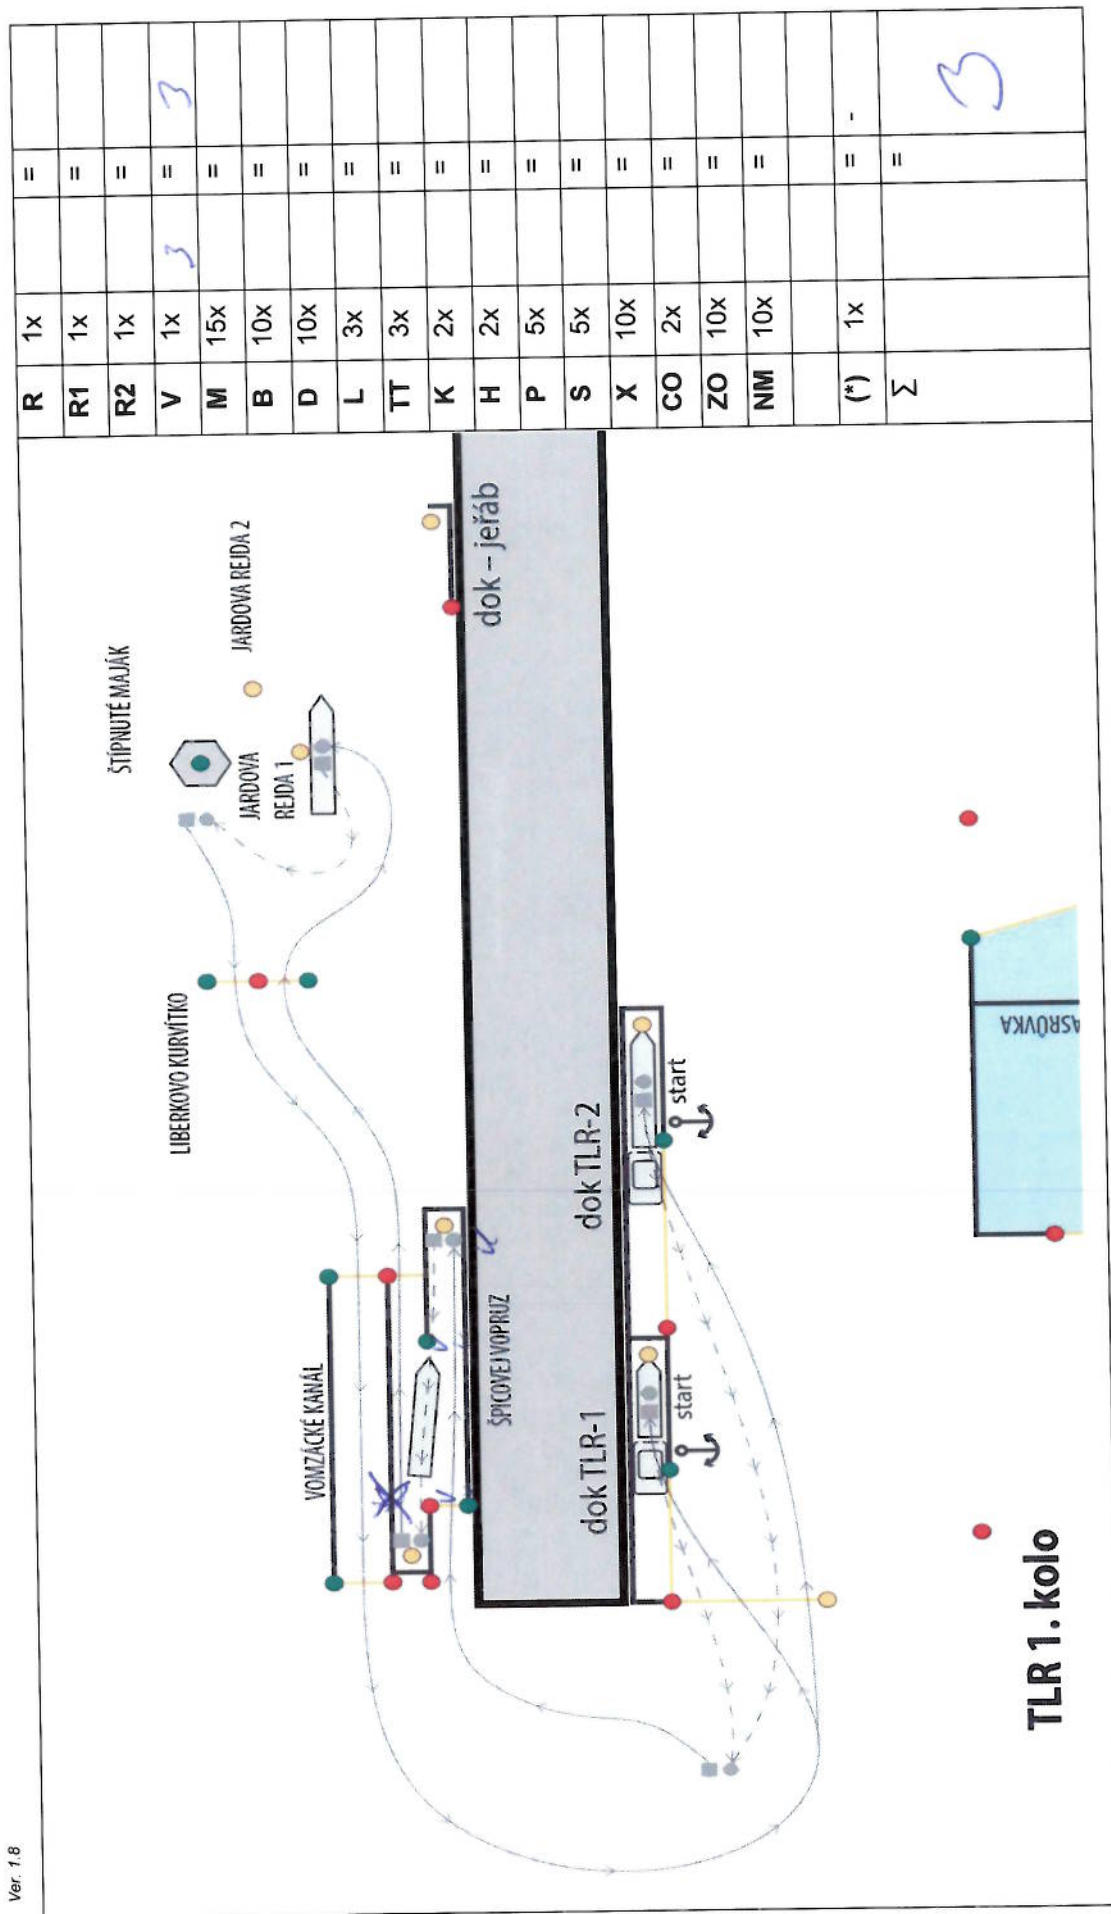 Ver. 1.8
ŠTÍPNUTÉ MAJÁK
LIBERKOVO KURVÍTKO
JARDOVA REJDA 2
JARDOVA
REJDA 1
VOMZÁCKÉ KANÁL
dok – jeřáb
ŠPICOVEJ VOPRUZ
dok TLR-1
dok TLR-2
start
start
ASRŮVKA
TLR 1. kolo
R 1x =
R1 1x =
R2 1x =
V 1x 3 = 3
M 15x =
B 10x =
D 10x =
L 3x =
TT 3x =
K 2x =
H 2x =
P 5x =
S 5x =
X 10x =
CO 2x =
ZO 10x =
NM 10x =
(*) 1x = -
Σ = 3